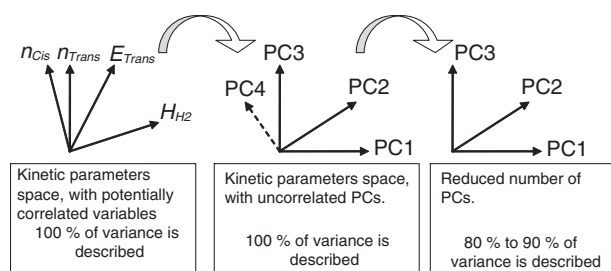 n_Cis n_Trans E_Trans
H_H2
PC3
PC4
PC2
PC1
PC3
PC2
PC1
Kinetic parameters
space, with potentially
correlated variables
100 % of variance is
described
Kinetic parameters space,
with uncorrelated PCs.
100 % of variance is
described
Reduced number of
PCs.
80 % to 90 % of
variance is described